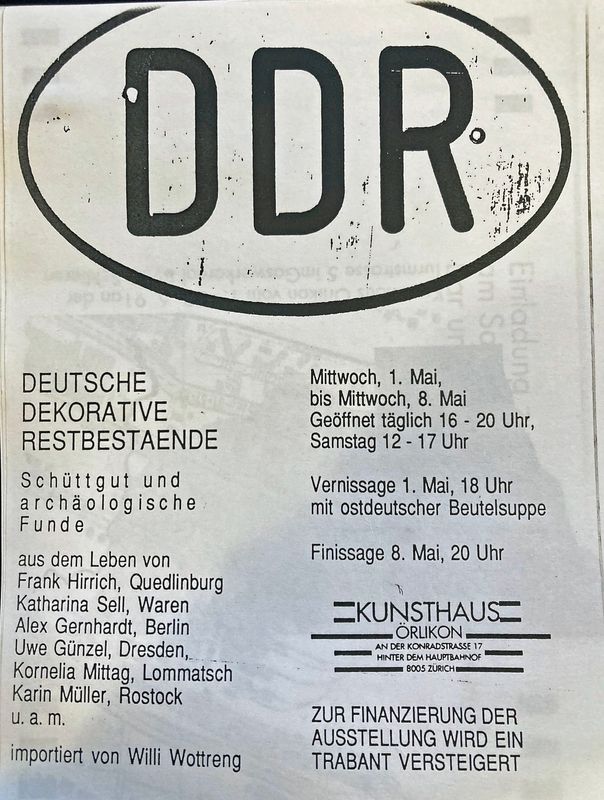 DDR
DEUTSCHE
DEKORATIVE
RESTBESTAENDE
Schüttgut und
archäologische
Funde
aus dem Leben von
Frank Hirrich, Quedlinburg
Katharina Sell, Waren
Alex Gernhardt, Berlin
Uwe Günzel, Dresden,
Kornelia Mittag, Lommatsch
Karin Müller, Rostock
u. a. m.
importiert von Willi Wottreng
Mittwoch, 1. Mai,
bis Mittwoch, 8. Mai
Geöffnet täglich 16 - 20 Uhr,
Samstag 12 - 17 Uhr
Vernissage 1. Mai, 18 Uhr
mit ostdeutscher Beutelsuppe
Finissage 8. Mai, 20 Uhr
KUNSTHAUS
ÖRLIKON
AN DER KONRADSTRASSE 17
HINTER DEM HAUPTBAHNOF
8005 ZÜRICH
ZUR FINANZIERUNG DER
AUSSTELLUNG WIRD EIN
TRABANT VERSTEIGERT